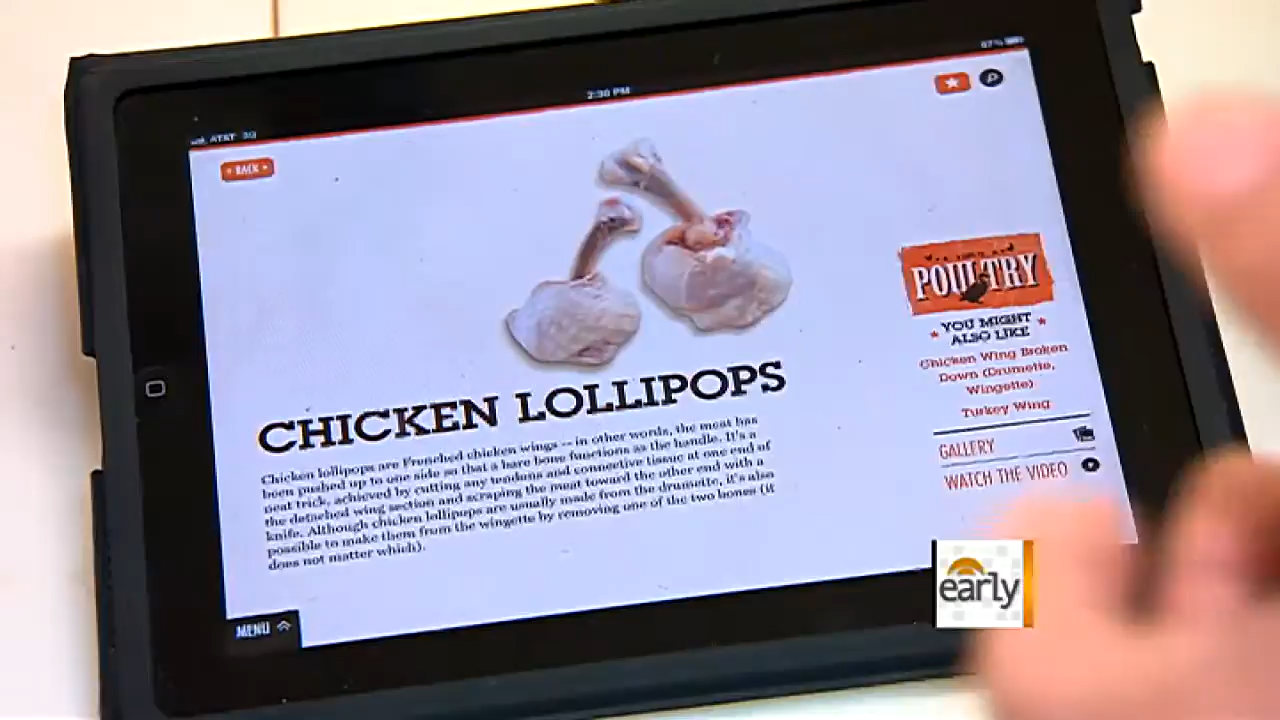 AT&T 3G
2:30 PM
BACK
CHICKEN LOLLIPOPS
Chicken lollipops are Frenched chicken wings -- in other words, the meat has
been pushed up to one side so that a bare bone functions as the handle. It's a
neat trick, achieved by cutting any tendons and connective tissue at one end of
the detached wing section and scraping the meat toward the other end with a
knife. Although chicken lollipops are usually made from the drumette, it's also
possible to make them from the wingette by removing one of the two bones (it
does not matter which).
POULTRY
YOU MIGHT
ALSO LIKE
Chicken Wing Broken
Down (Drumette,
Wingette)
Turkey Wing
GALLERY
WATCH THE VIDEO
MENU
early